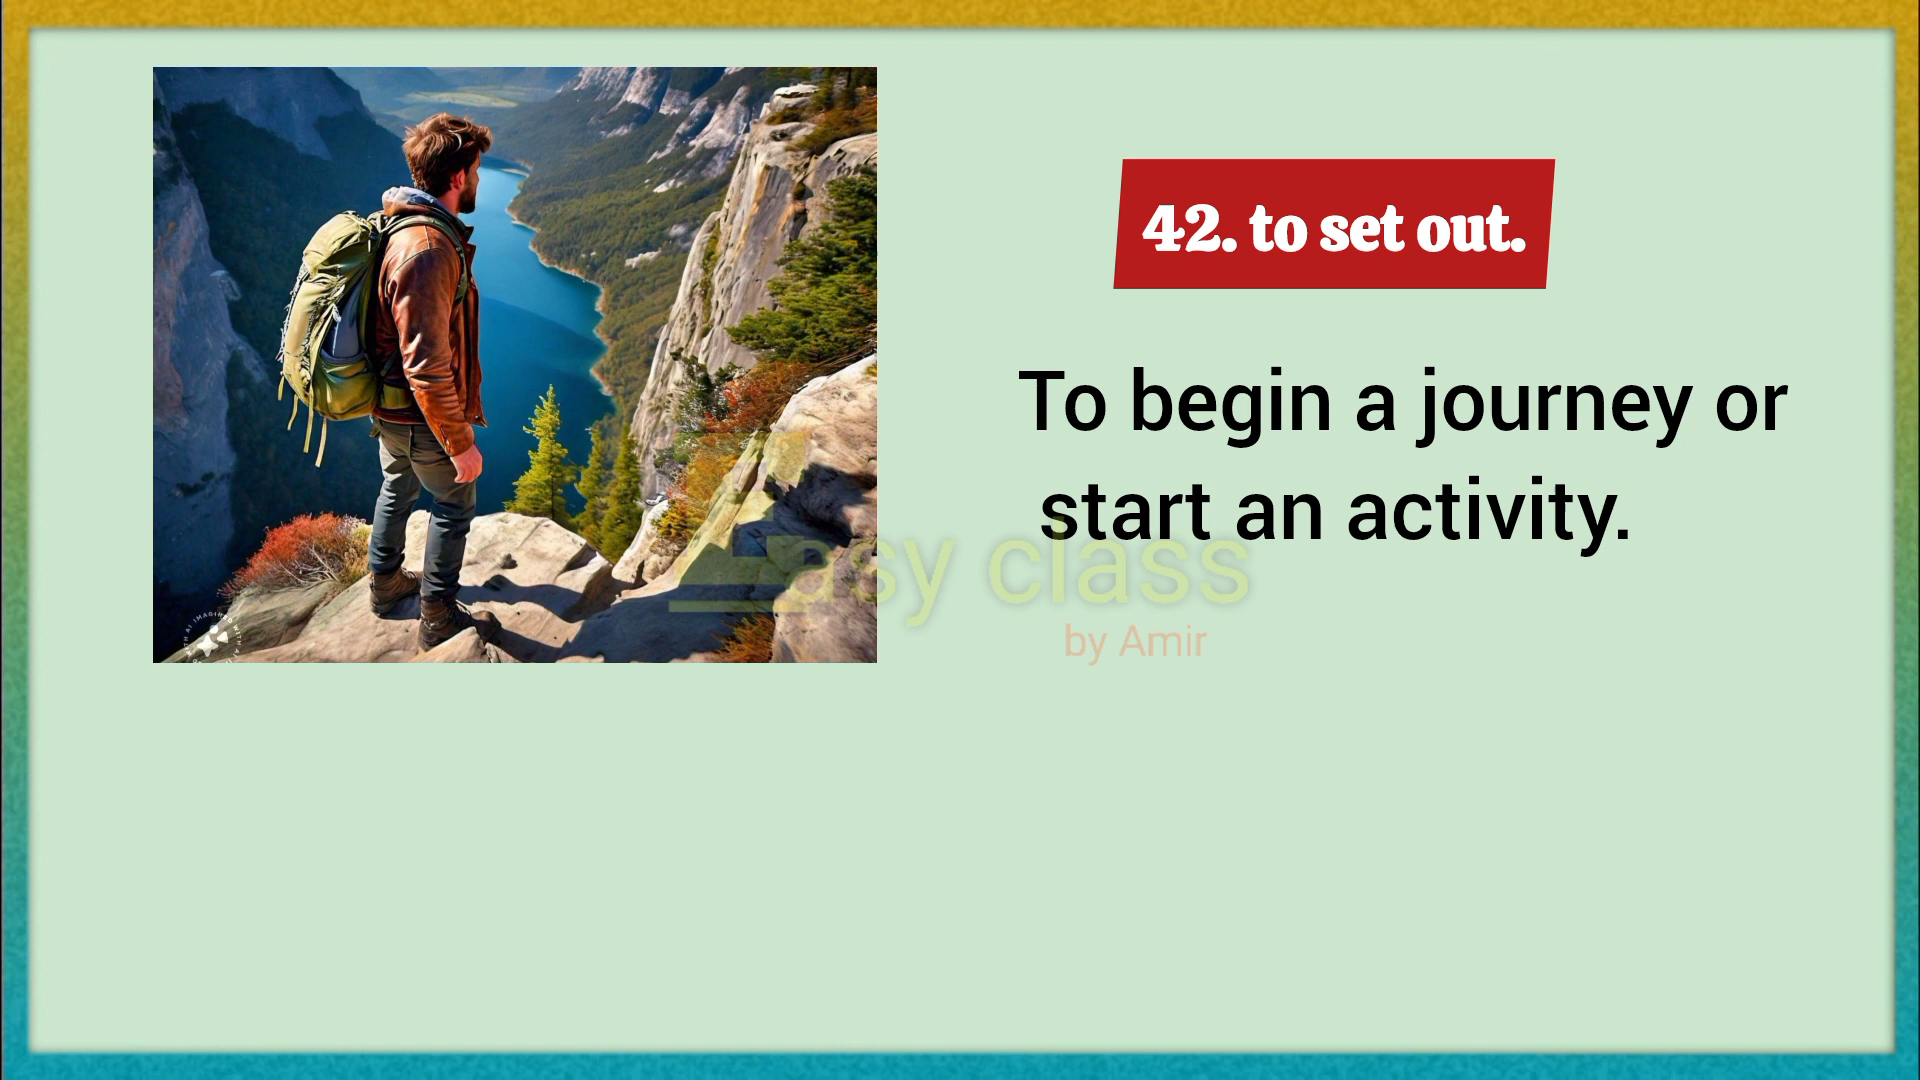 42. to set out.
To begin a journey or
start an activity.
asy class
by Amir